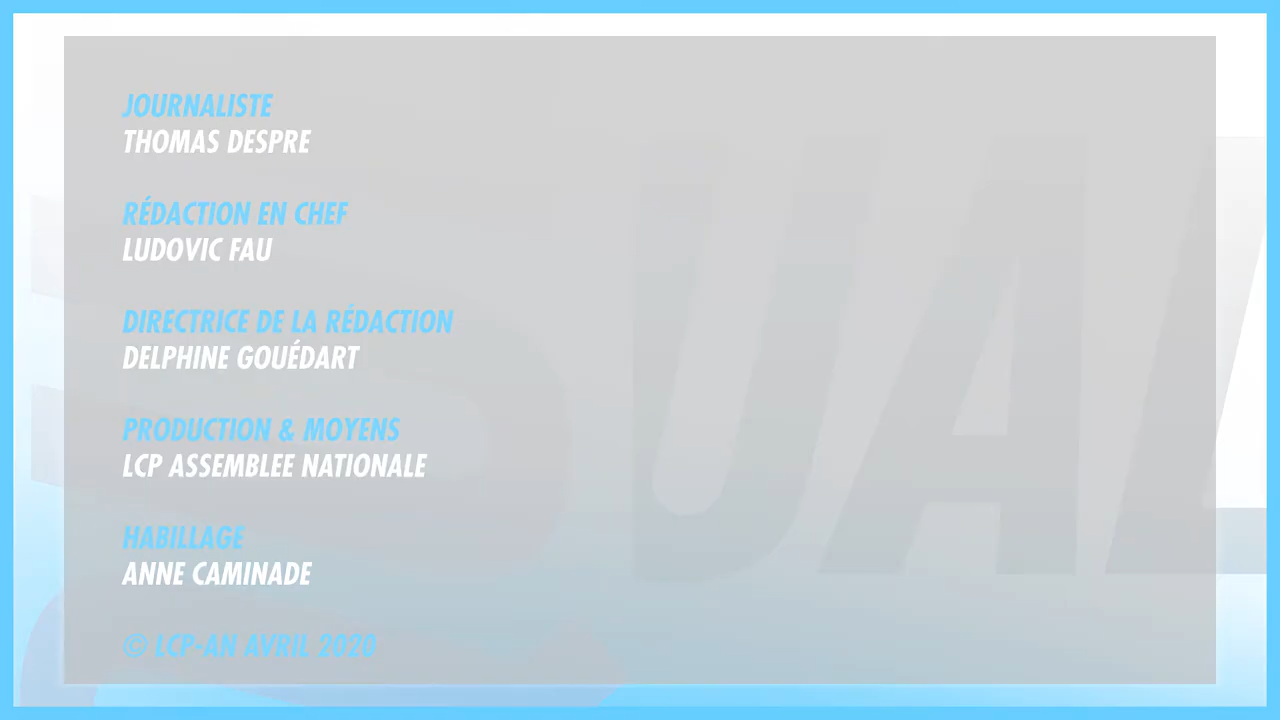 JOURNALISTE
THOMAS DESPRE
RÉDACTION EN CHEF
LUDOVIC FAU
DIRECTRICE DE LA RÉDACTION
DELPHINE GOUÉDART
PRODUCTION & MOYENS
LCP ASSEMBLEE NATIONALE
HABILLAGE
ANNE CAMINADE
© LCP-AN AVRIL 2020